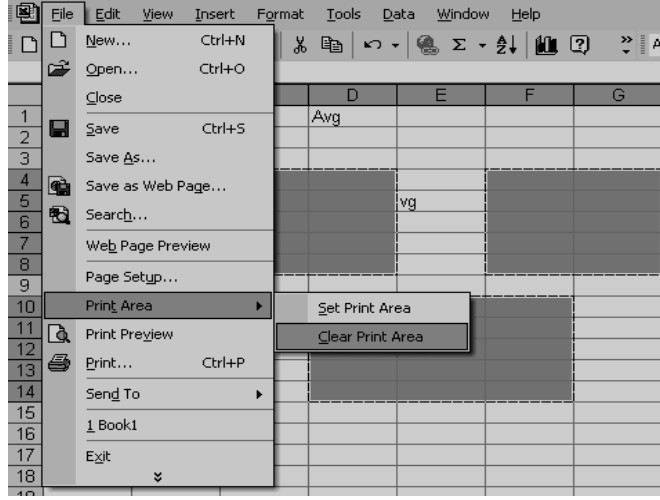 File Edit View Insert Format Tools Data Window Help
New... Ctrl+N
Open... Ctrl+O
Close
Save Ctrl+S
Save As...
Save as Web Page...
Search...
Web Page Preview
Page Setup...
Print Area
Set Print Area
Clear Print Area
Print Preview
Print... Ctrl+P
Send To
1 Book1
Exit
D E F G
1 Avg
2
3
4
5 vg
6
7
8
9
10
11
12
13
14
15
16
17
18